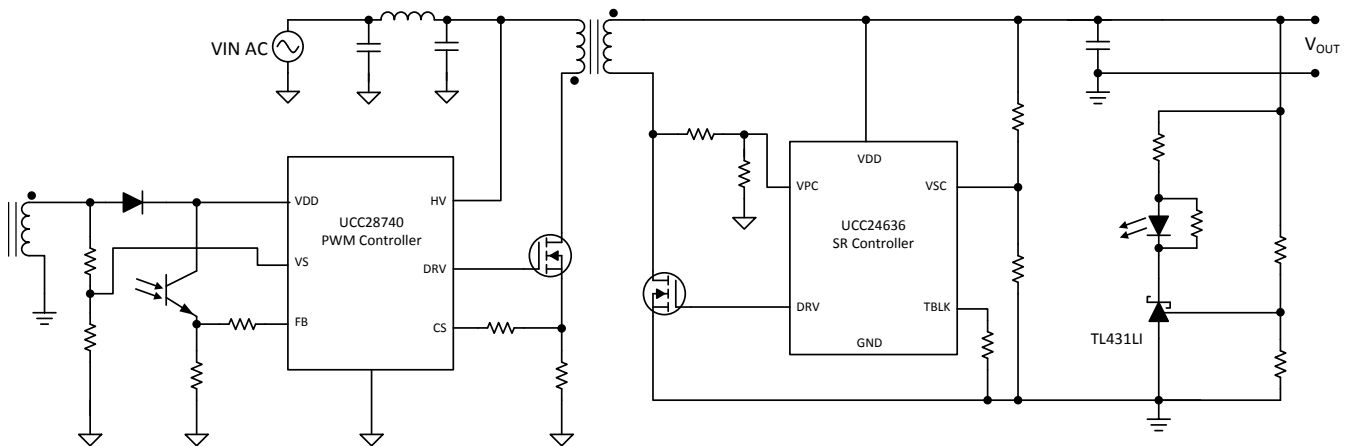 VIN AC
V_OUT
VDD
HV
UCC28740
PWM Controller
VS
DRV
FB
CS
VDD
VPC
VSC
UCC24636
SR Controller
DRV
TBLK
GND
TL431LI